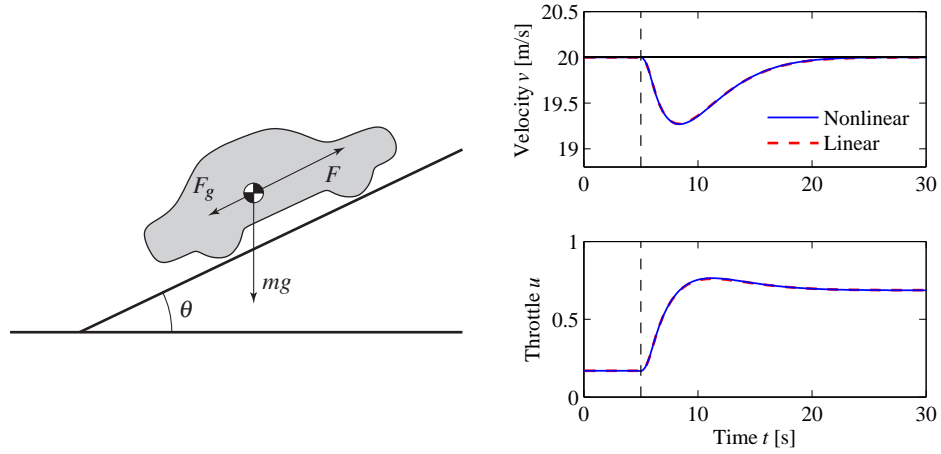 F_g
F
mg
θ
Velocity v [m/s]
20.5
20
19.5
19
Nonlinear
Linear
0 10 20 30
Throttle u
1
0.5
0
0 10 20 30
Time t [s]